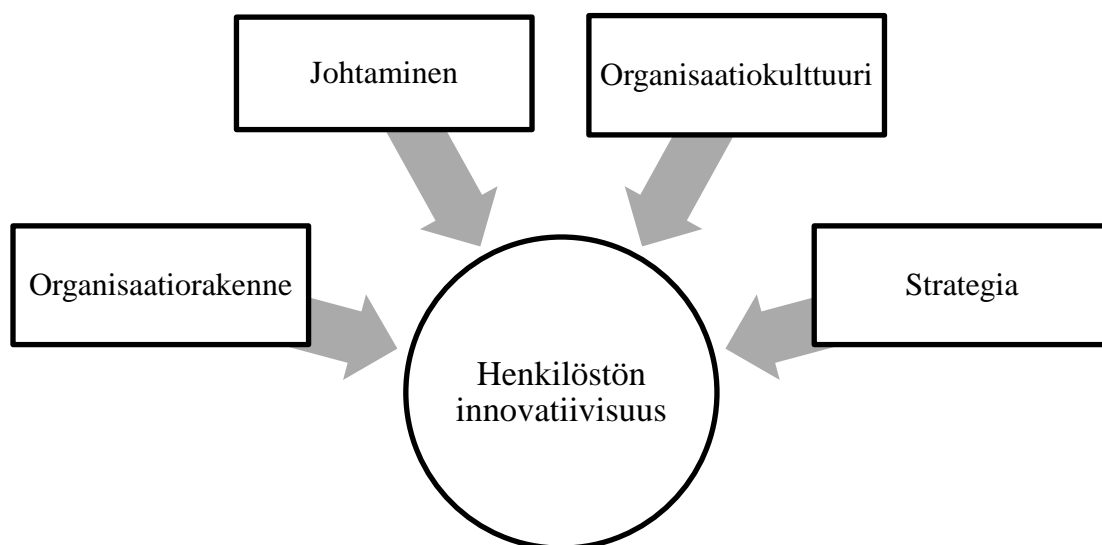 Johtaminen
Organisaatiokulttuuri
Organisaatiorakenne
Strategia
Henkilöstön
innovatiivisuus